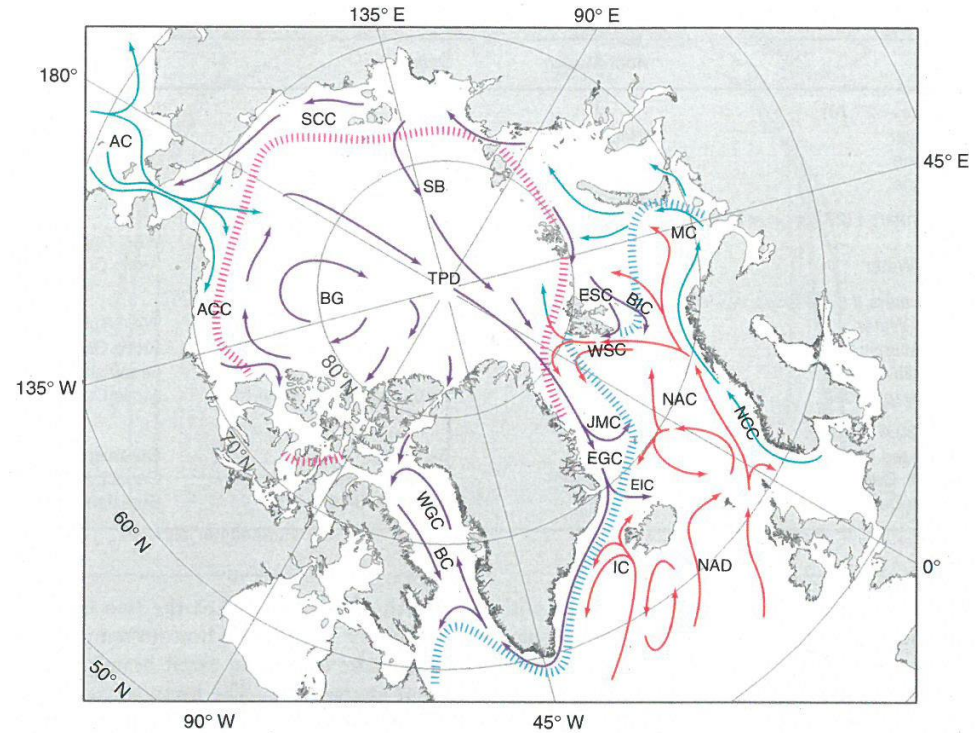 135° E
90° E
180°
SCC
AC
45° E
SB
MC
TPD
ESC
BIC
BG
ACC
WSC
80° N
135° W
NAC
JMC
NCC
70° N
EGC
EIC
WGC
60° N
BC
IC
NAD
0°
50° N
90° W
45° W